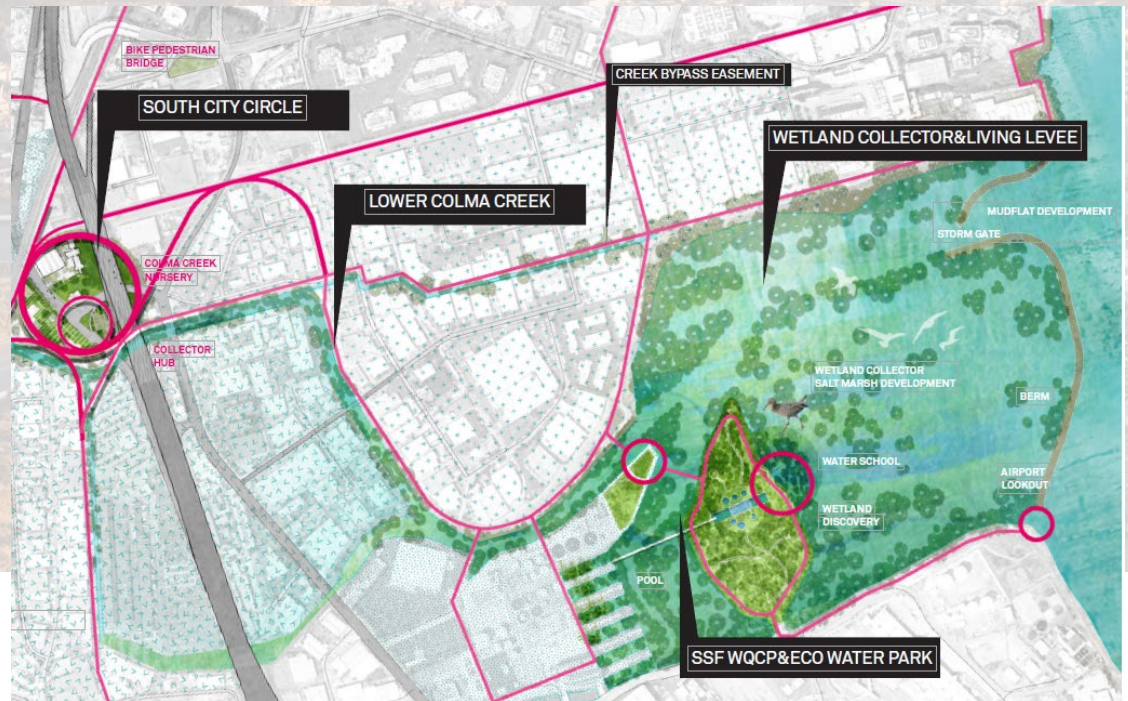 BIKE PEDESTRIAN
BRIDGE
SOUTH CITY CIRCLE
CREEK BYPASS EASEMENT
WETLAND COLLECTOR&LIVING LEVEE
LOWER COLMA CREEK
MUDFLAT DEVELOPMENT
STORM GATE
COLMA CREEK
NURSERY
COLLECTOR
HUB
WETLAND COLLECTOR
SALT MARSH DEVELOPMENT
BERM
WATER SCHOOL
AIRPORT
LOOKOUT
WETLAND
DISCOVERY
POOL
SSF WQCP&ECO WATER PARK